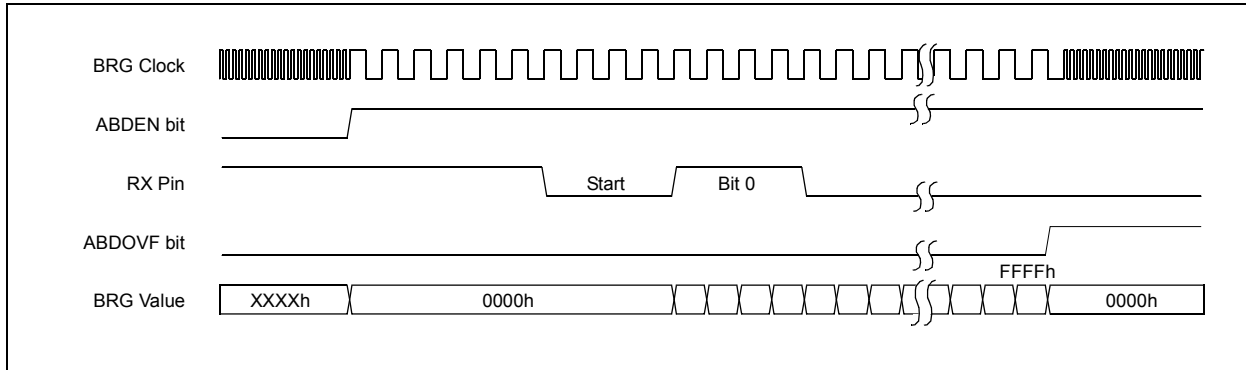 BRG Clock
ABDEN bit
RX Pin
Start
Bit 0
ABDOVF bit
FFFFh
BRG Value
XXXXh
0000h
0000h